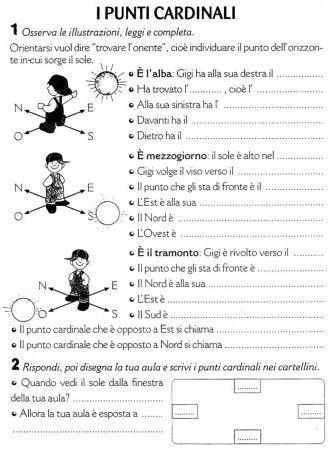 I PUNTI CARDINALI
1 Osserva le illustrazioni, leggi e completa.
Orientarsi vuol dire "trovare l'oriente", cioè individuare il punto dell'orizzon-
te in cui sorge il sole.
• È l'alba: Gigi ha alla sua destra il ..................
• Ha trovato l' .........., cioè l' ..................
• Alla sua sinistra ha l' ..................
• Davanti ha il ..................
• Dietro ha il ..................
N E
O S
• È mezzogiorno: il sole è alto nel ..................
• Gigi volge il viso verso il ..................
• Il punto che gli sta di fronte è il ..................
• L'Est è alla sua ..................
• Il Nord è ..................
• L'Ovest è ..................
N E
O S
• È il tramonto: Gigi è rivolto verso il ..........
• Il punto che gli sta di fronte è ..................
• Il Nord è alla sua ..................
• L'Est è ..................
• Il Sud è ..................
N E
O S
• Il punto cardinale che è opposto a Est si chiama ..................
• Il punto cardinale che è opposto a Nord si chiama ..................
2 Rispondi, poi disegna la tua aula e scrivi i punti cardinali nei cartellini.
• Quando vedi il sole dalla finestra
della tua aula? ..................
• Allora la tua aula è esposta a .....
..................
..........
..........
..........
..........